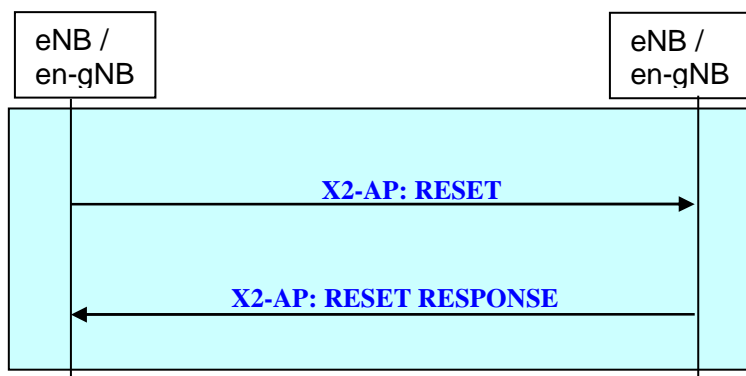 eNB /
en-gNB
eNB /
en-gNB
X2-AP: RESET
X2-AP: RESET RESPONSE